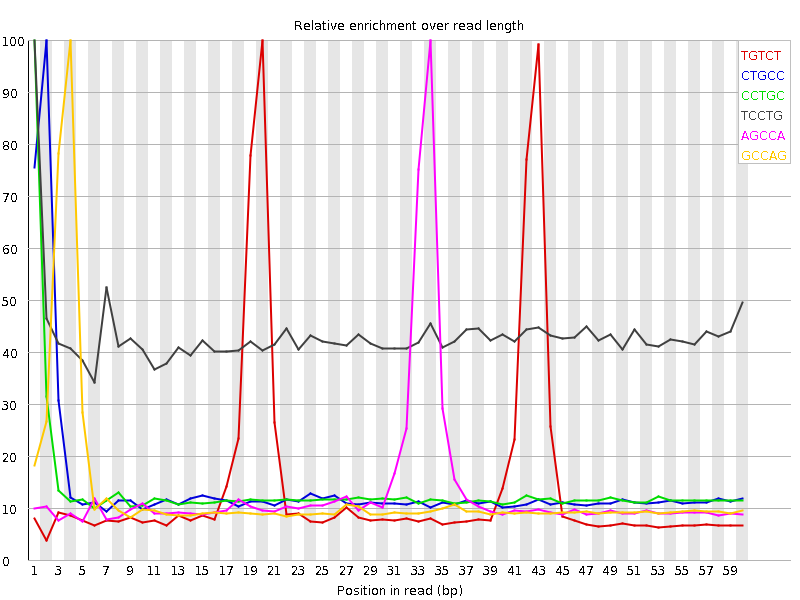 Relative enrichment over read length
100
90
80
70
60
50
40
30
20
10
0
TGTCT
CTGCC
CCTGC
TCCTG
AGCCA
GCCAG
1 3 5 7 9 11 13 15 17 19 21 23 25 27 29 31 33 35 37 39 41 43 45 47 49 51 53 55 57 59
Position in read (bp)